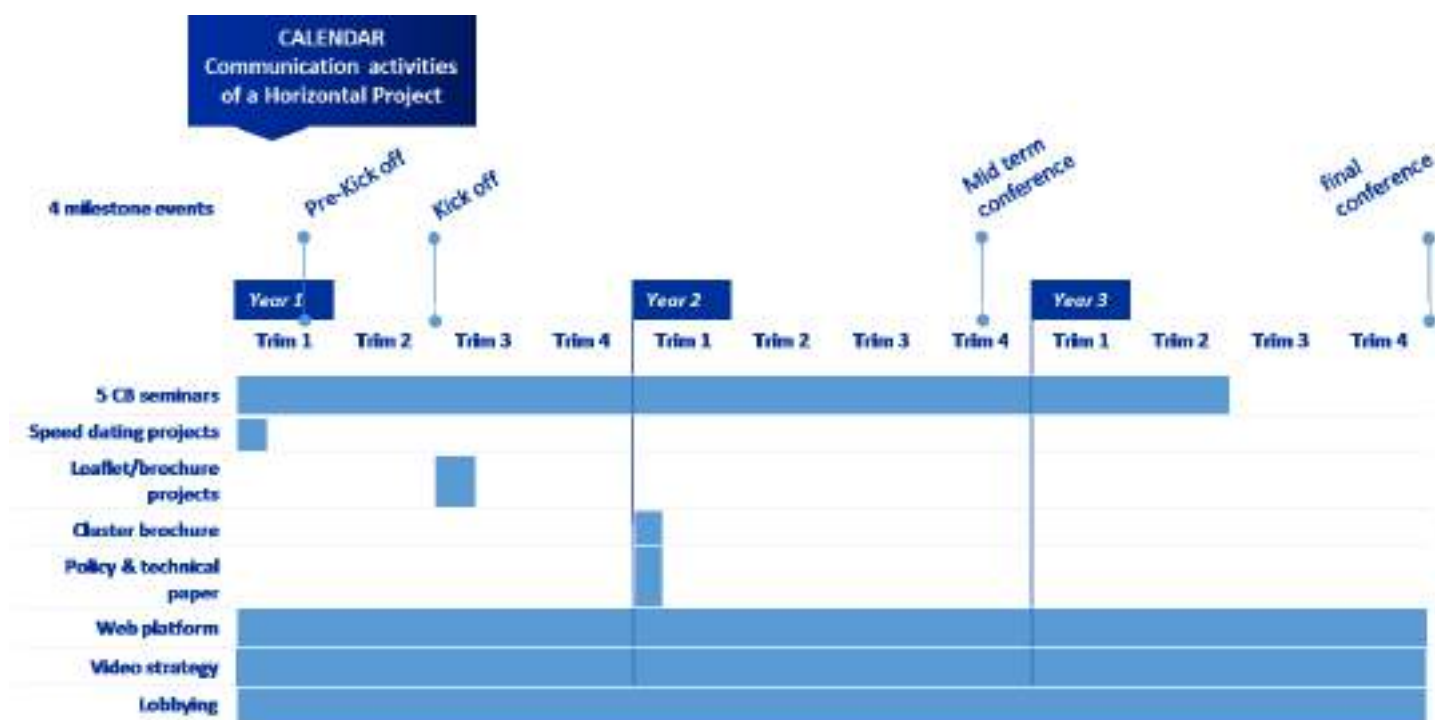 CALENDAR
Communication activities
of a Horizontal Project
4 milestone events
Pre-Kick off
Kick off
Mid term
conference
final
conference
Year 1
Year 2
Year 3
Trim 1
Trim 2
Trim 3
Trim 4
Trim 1
Trim 2
Trim 3
Trim 4
Trim 1
Trim 2
Trim 3
Trim 4
5 CB seminars
Speed dating projects
Leaflet/brochure
projects
Cluster brochure
Policy & technical
paper
Web platform
Video strategy
Lobbying